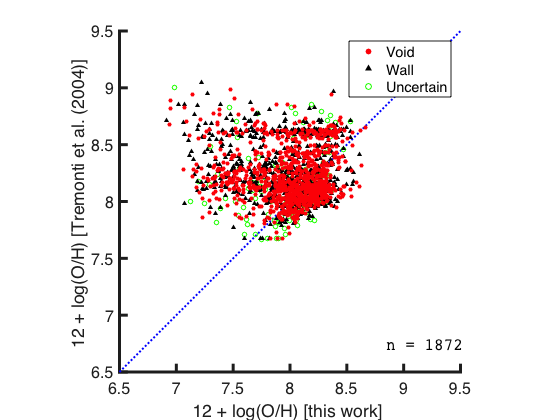 9.5
9
8.5
8
7.5
7
6.5
12 + log(O/H) [Tremonti et al. (2004)]
Void
Wall
Uncertain
n = 1872
6.5 7 7.5 8 8.5 9 9.5
12 + log(O/H) [this work]